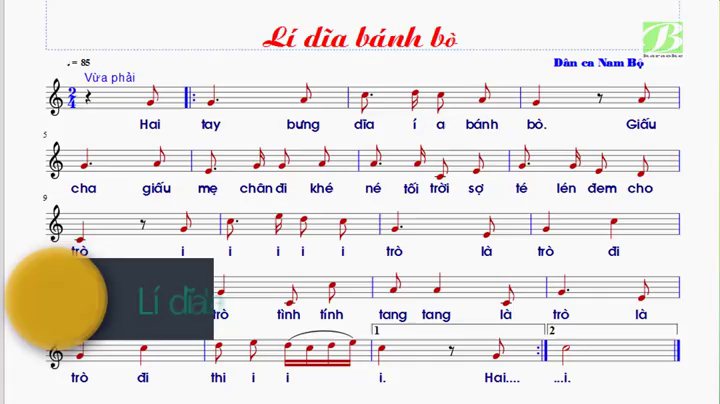 Lí dĩa bánh bò
B
karaoke
♩. = 85
Dân ca Nam Bộ
Vừa phải
2
4
Hai tay bưng dĩa í a bánh bò. Giấu
5
cha giấu mẹ chân đi khé né tối trời sợ té lén đem cho
9
trò i i i i i trò là trò đi
Lí dĩa
tình tính tang tang là trò là
1
2
trò đi thi i i i. Hai.... ...i.